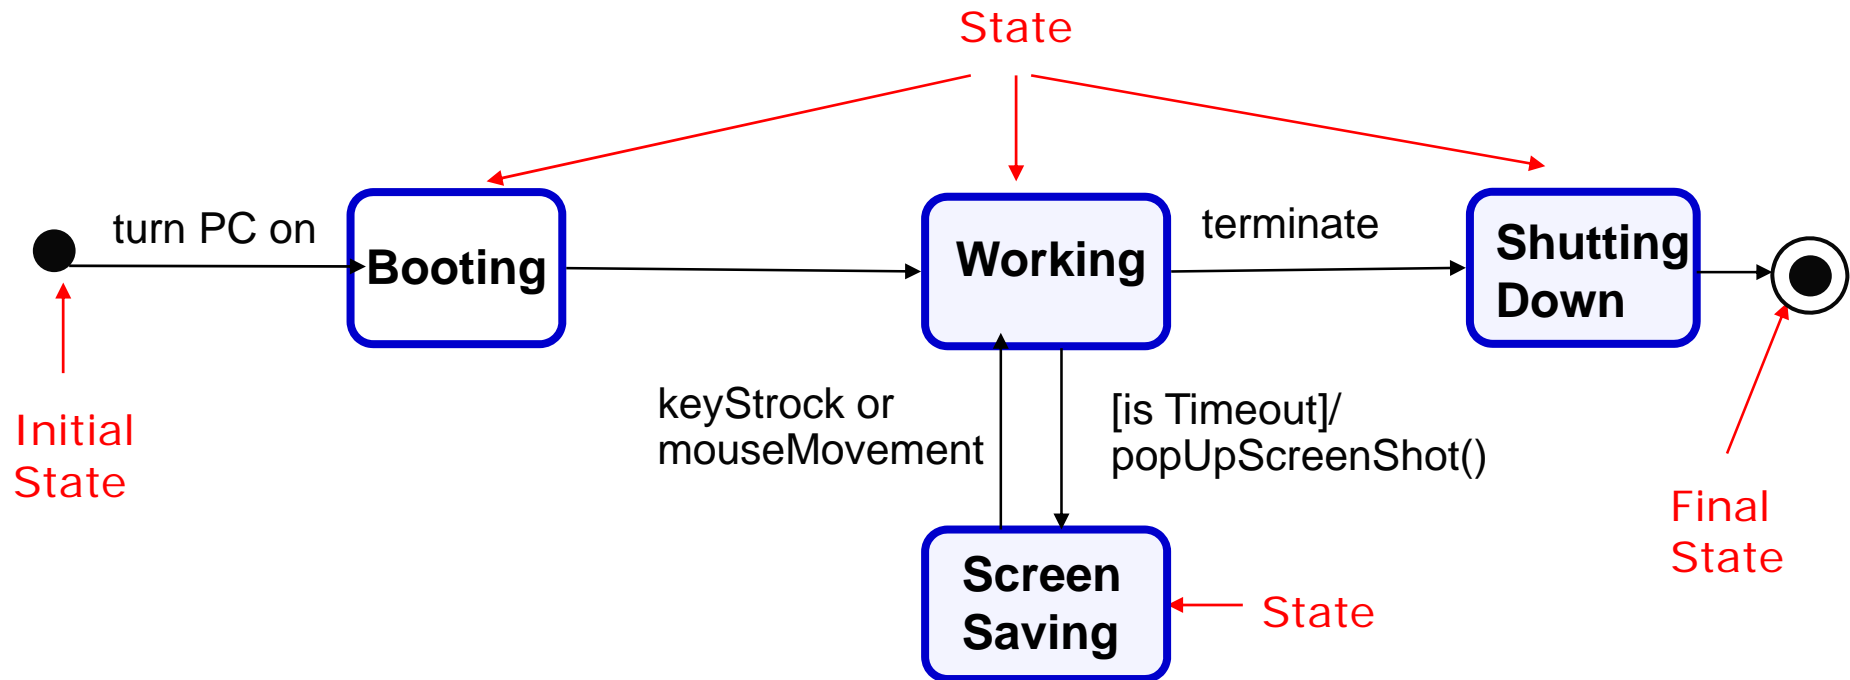 State
turn PC on
Booting
Working
terminate
Shutting
Down
keyStrock or
mouseMovement
[is Timeout]/
popUpScreenShot()
Initial
State
Final
State
Screen
Saving
State